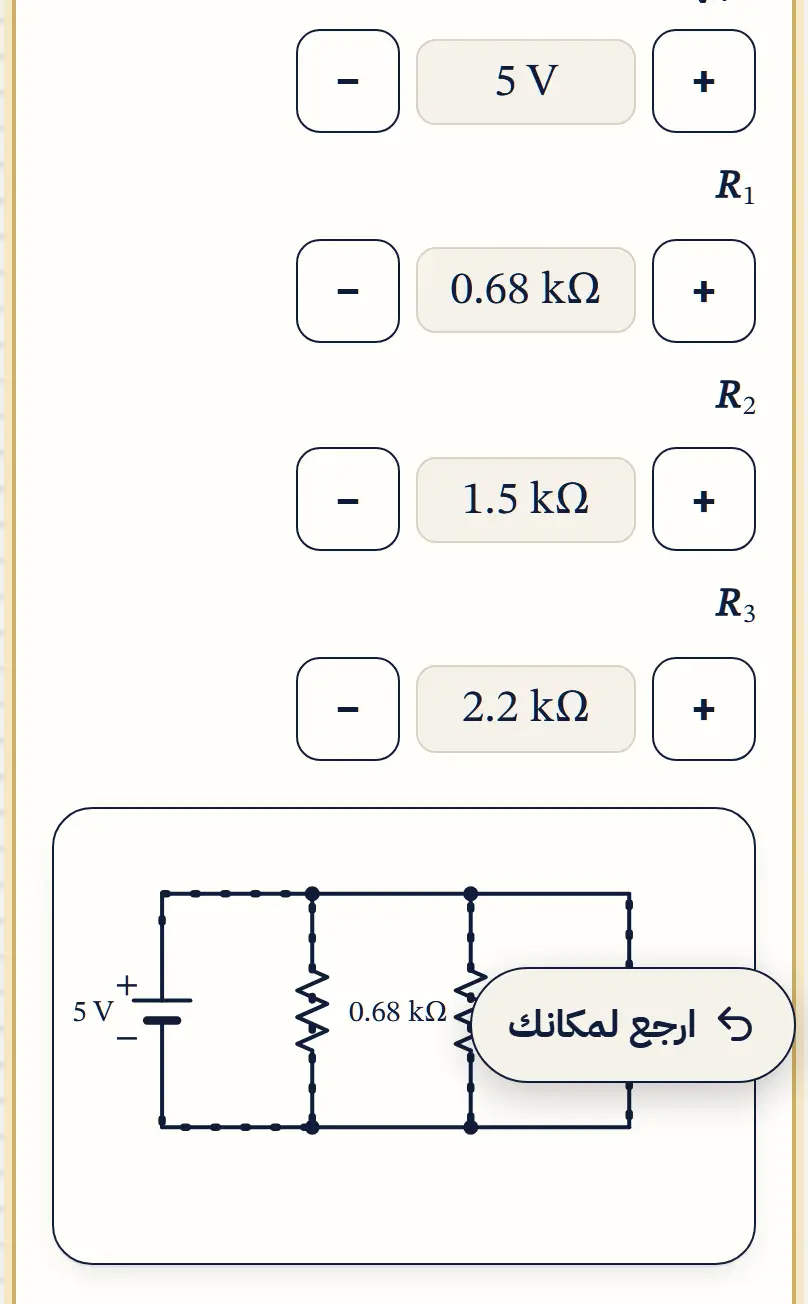 − 5 V +
R₁
− 0.68 kΩ +
R₂
− 1.5 kΩ +
R₃
− 2.2 kΩ +
+
5 V
−
0.68 kΩ
ارجع لمكانك